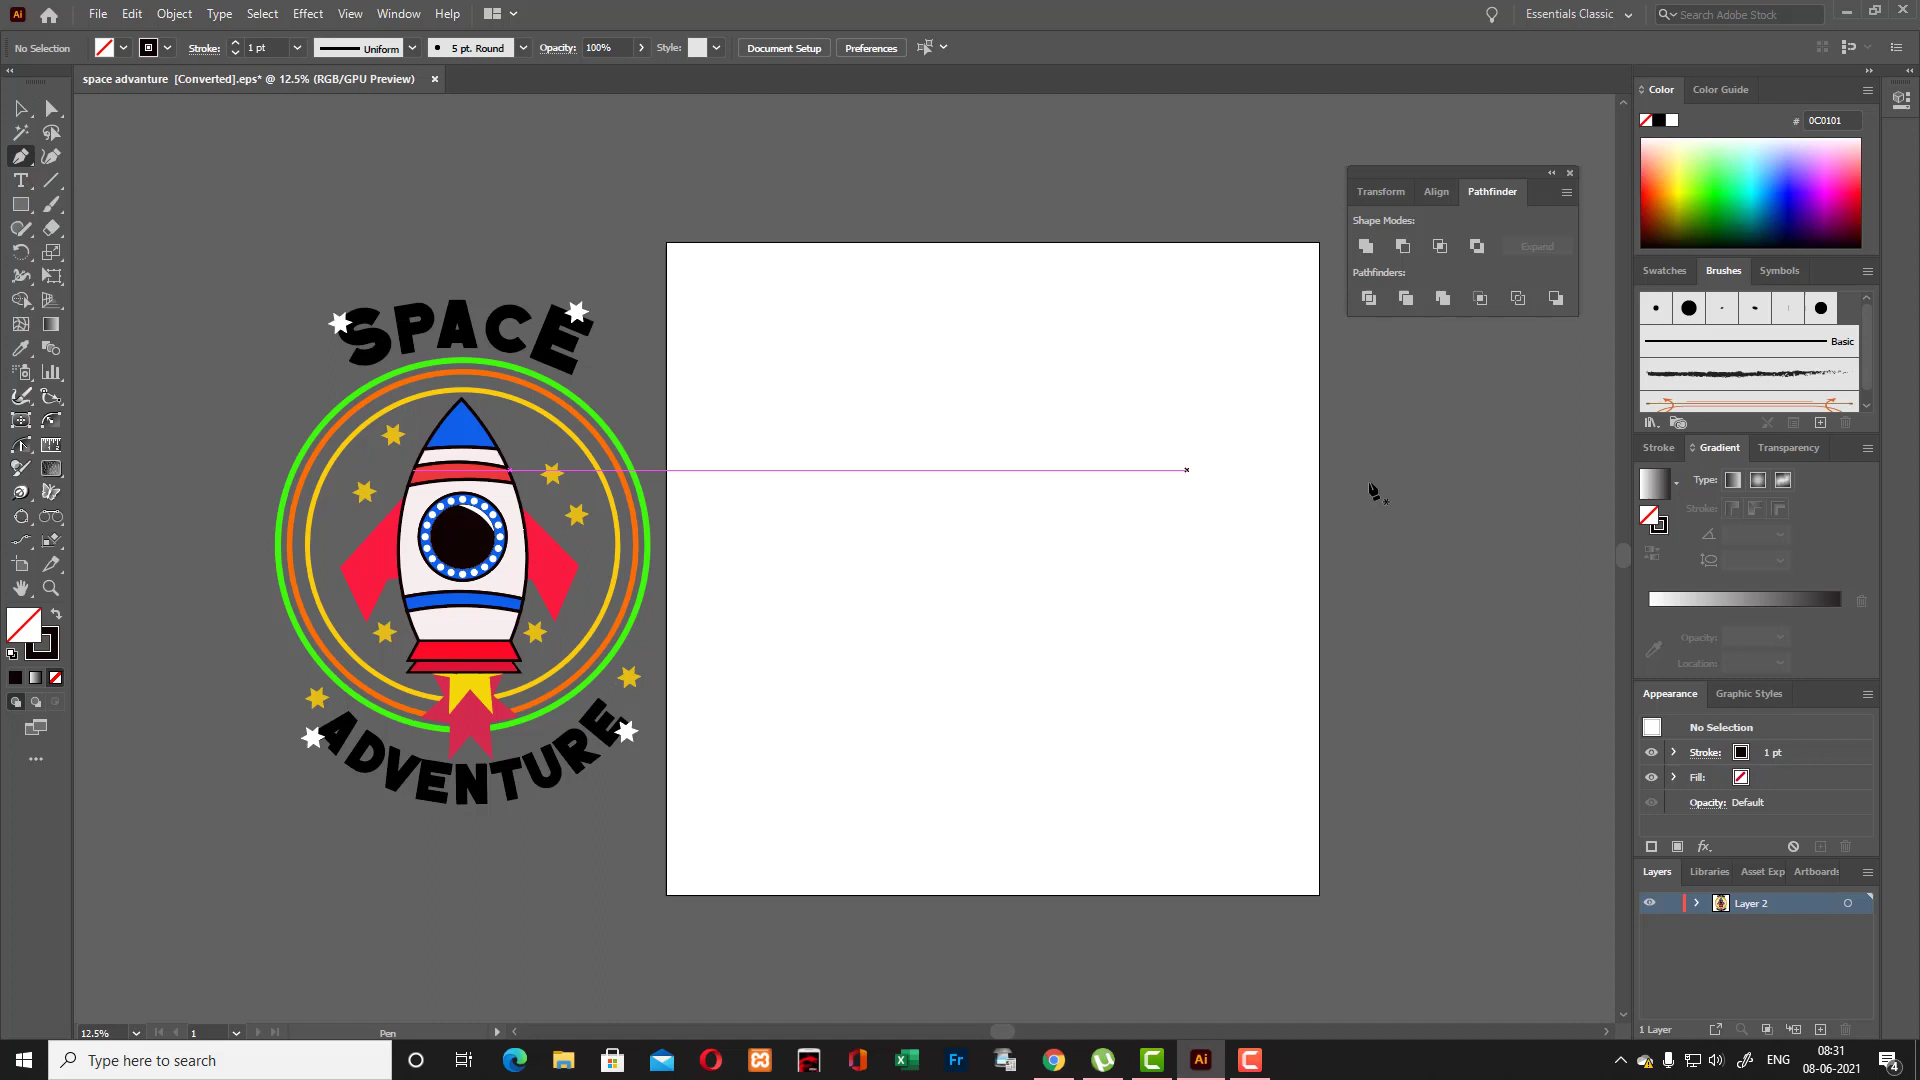 Ai File Edit Object Type Select Effect View Window Help Essentials Classic Search Adobe Stock
No Selection Stroke: 1 pt Uniform 5 pt. Round Opacity: 100% Style: Document Setup Preferences
space advanture [Converted].eps* @ 12.5% (RGB/GPU Preview)
Color Color Guide
# 0C0101
Transform Align Pathfinder
Shape Modes:
Expand
Pathfinders:
Swatches Brushes Symbols
Basic
SPACE
ADVENTURE
Stroke Gradient Transparency
Type:
Stroke:
Opacity:
Location:
Appearance Graphic Styles
No Selection
Stroke: 1 pt
Fill:
Opacity: Default
fx
Layers Libraries Asset Exp Artboards
Layer 2
1 Layer
12.5% 1 Pen
Type here to search
Fr
Ai
ENG
08:31
08-06-2021
4